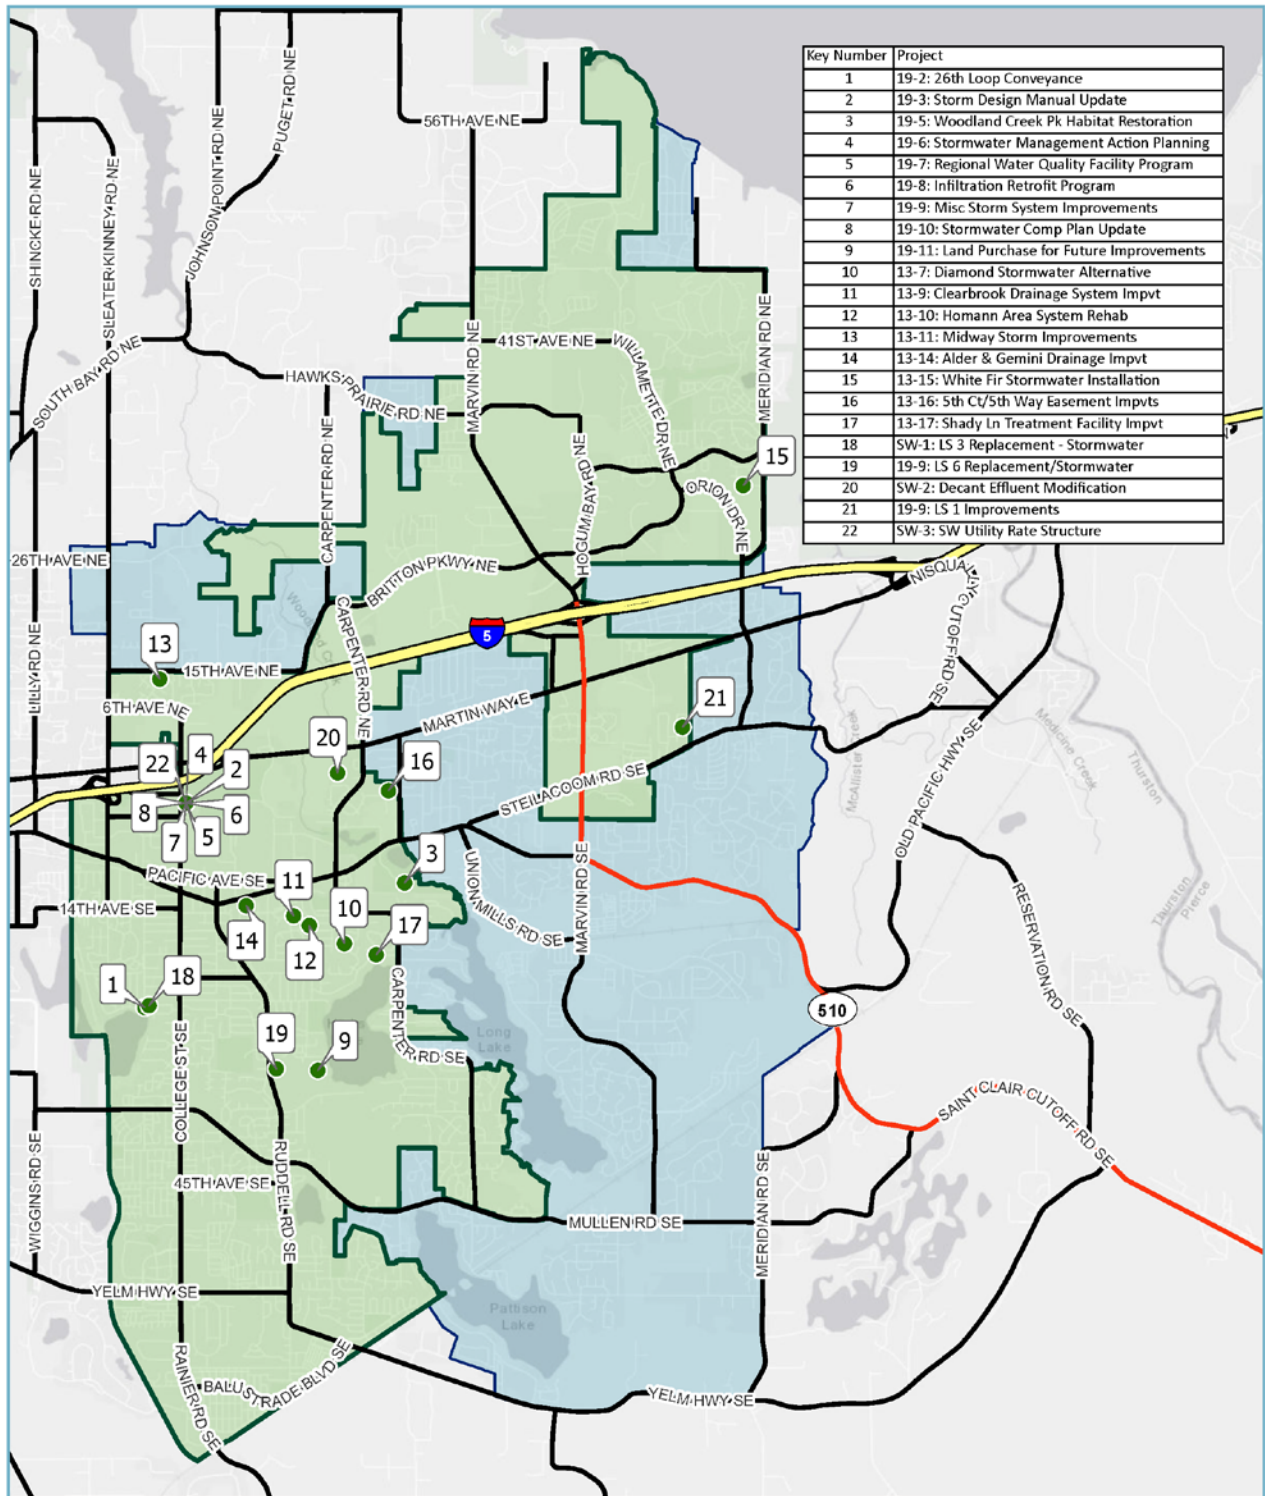 Key Number Project
1 19-2: 26th Loop Conveyance
2 19-3: Storm Design Manual Update
3 19-5: Woodland Creek Pk Habitat Restoration
4 19-6: Stormwater Management Action Planning
5 19-7: Regional Water Quality Facility Program
6 19-8: Infiltration Retrofit Program
7 19-9: Misc Storm System Improvements
8 19-10: Stormwater Comp Plan Update
9 19-11: Land Purchase for Future Improvements
10 13-7: Diamond Stormwater Alternative
11 13-9: Clearbrook Drainage System Impvt
12 13-10: Homann Area System Rehab
13 13-11: Midway Storm Improvements
14 13-14: Alder & Gemini Drainage Impvt
15 13-15: White Fir Stormwater Installation
16 13-16: 5th Ct/5th Way Easement Impvts
17 13-17: Shady Ln Treatment Facility Impvt
18 SW-1: LS 3 Replacement - Stormwater
19 19-9: LS 6 Replacement/Stormwater
20 SW-2: Decant Effluent Modification
21 19-9: LS 1 Improvements
22 SW-3: SW Utility Rate Structure
SHINCKE RD NE
SLEATER KINNEY RD NE
JOHNSON POINT RD NE
PUGET RD NE
56TH AVE NE
SOUTH BAY RD NE
HAWKS PRAIRIE RD NE
MARVIN RD NE
41ST AVE NE
WILLAMETTE DR NE
MERIDIAN RD NE
CARPENTER RD NE
HOGUM BAY RD NE
ORION DR NE
15
26TH AVE NE
BRITTON PKWY NE
Woodland Creek
CARPENTER RD NE
5
NISQUALLY CUTOFF RD SE
LILLY RD NE
13
15TH AVE NE
6TH AVE NE
MARTIN WAY E
21
20
16
22
4
2
8
6
7
5
STEILACOOM RD SE
McAllister Creek
Medicine Creek
Thurston
OLD PACIFIC HWY SE
PACIFIC AVE SE
3
UNION MILLS RD SE
MARVIN RD SE
14TH AVE SE
11
14
12
10
17
RESERVATION RD SE
Thurston
Pierce
1
18
CARPENTER RD SE
Long
Lake
510
19
9
COLLEGE ST SE
SAINT CLAIR CUTOFF RD SE
WIGGINS RD SE
45TH AVE SE
RUDDELL RD SE
MULLEN RD SE
MERIDIAN RD SE
YELM HWY SE
Pattison
Lake
RAINIER RD SE
BALUSTRADE BLVD SE
YELM HWY SE